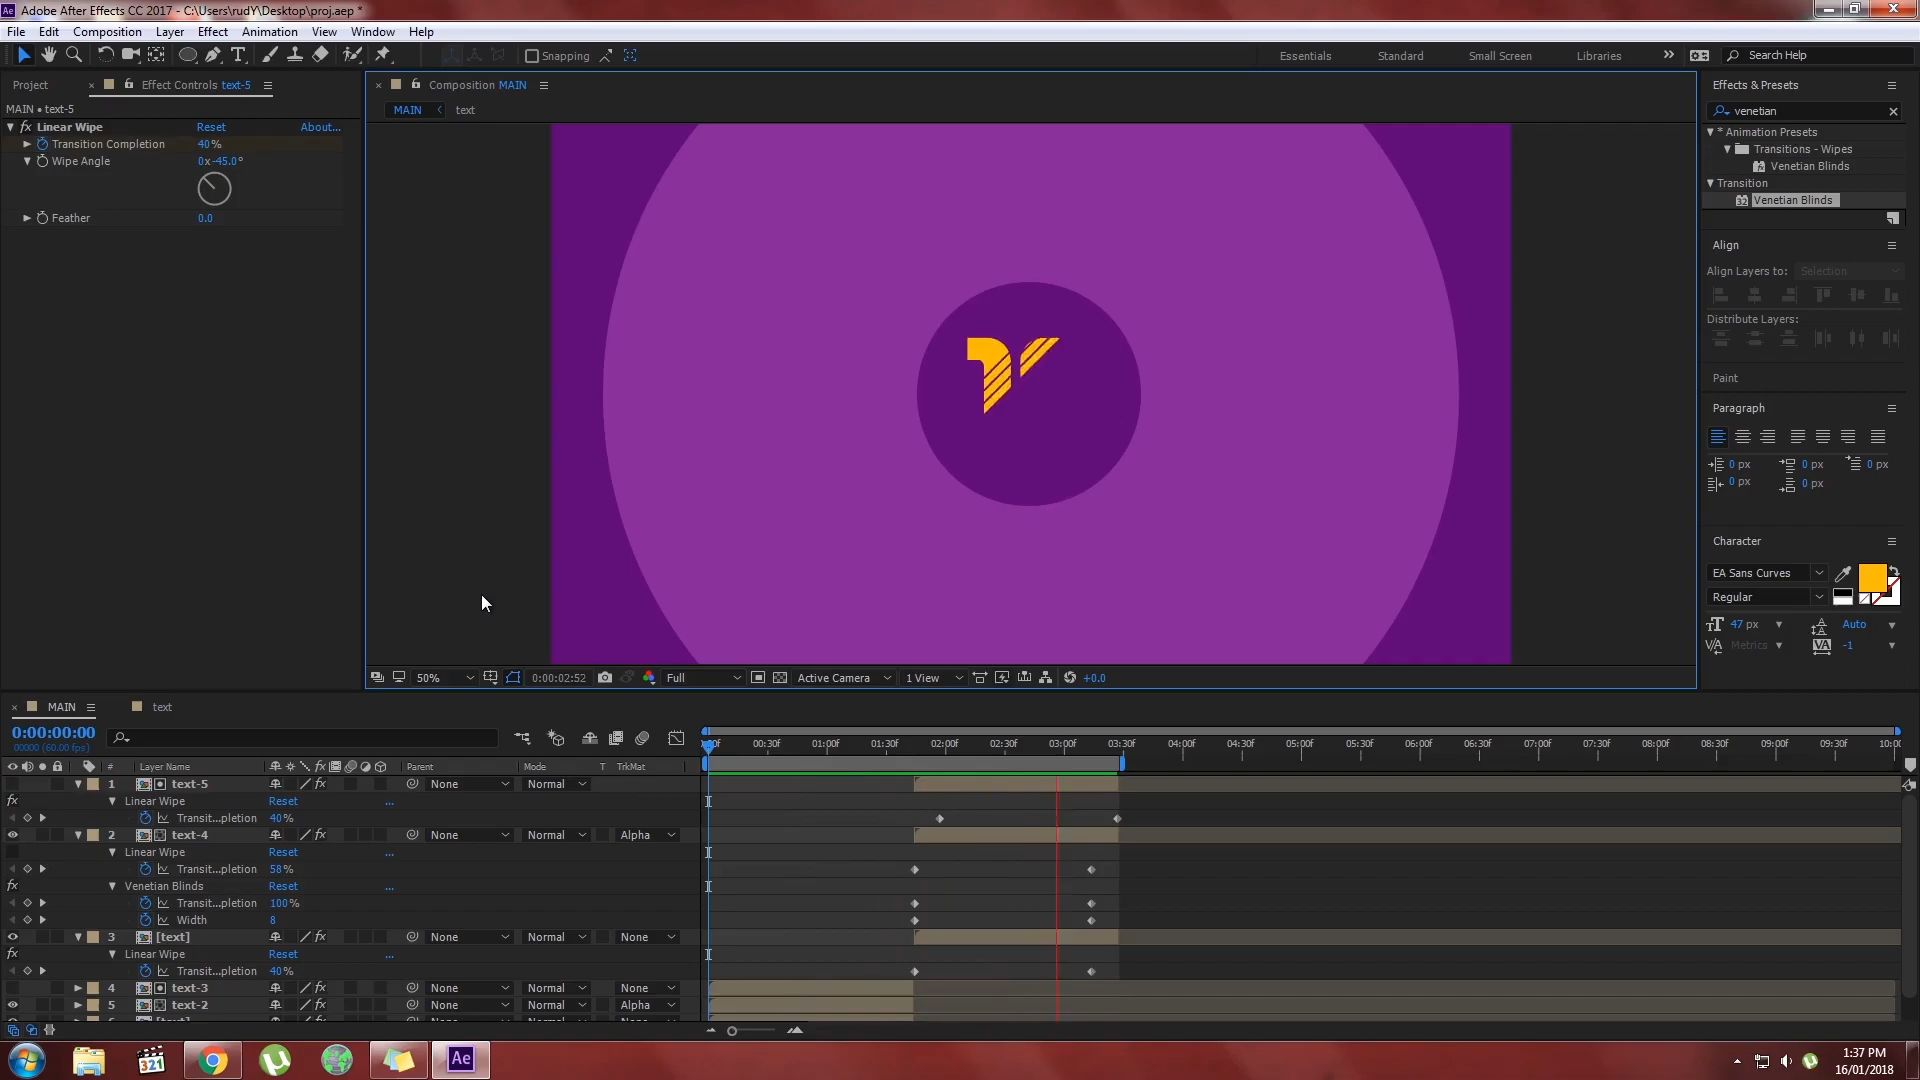 Adobe After Effects CC 2017 - C:\Users\rudY\Desktop\proj.aep *
File Edit Composition Layer Effect Animation View Window Help
Snapping Essentials Standard Small Screen Libraries Search Help
Project Effect Controls text-5 Composition MAIN Effects & Presets
MAIN • text-5 MAIN text venetian
fx Linear Wipe Reset About...
Transition Completion 40%
Wipe Angle 0x-45.0°
Feather 0.0
* Animation Presets
Transitions - Wipes
Venetian Blinds
Transition
Venetian Blinds
Align
Align Layers to: Selection
Distribute Layers:
Paint
Paragraph
0 px 0 px 0 px
0 px 0 px
Character
EA Sans Curves
Regular
47 px Auto
Metrics -1
50% 0:00:02:52 Full Active Camera 1 View +0.0
MAIN text
0:00:00:00
00000 (60.00 fps)
00:30f 01:00f 01:30f 02:00f 02:30f 03:00f 03:30f 04:00f 04:30f 05:00f 05:30f 06:00f 06:30f 07:00f 07:30f 08:00f 08:30f 09:00f 09:30f 10:0
# Layer Name Parent Mode T TrkMat
1 text-5 None Normal
fx Linear Wipe Reset ...
Transit...pletion 40%
2 text-4 None Normal Alpha
Linear Wipe Reset ...
Transit...pletion 58%
fx Venetian Blinds Reset ...
Transit...pletion 100%
Width 8
3 [text] None Normal None
fx Linear Wipe Reset ...
Transit...pletion 40%
4 text-3 None Normal None
5 text-2 None Normal Alpha
321 Ae 1:37 PM
16/01/2018